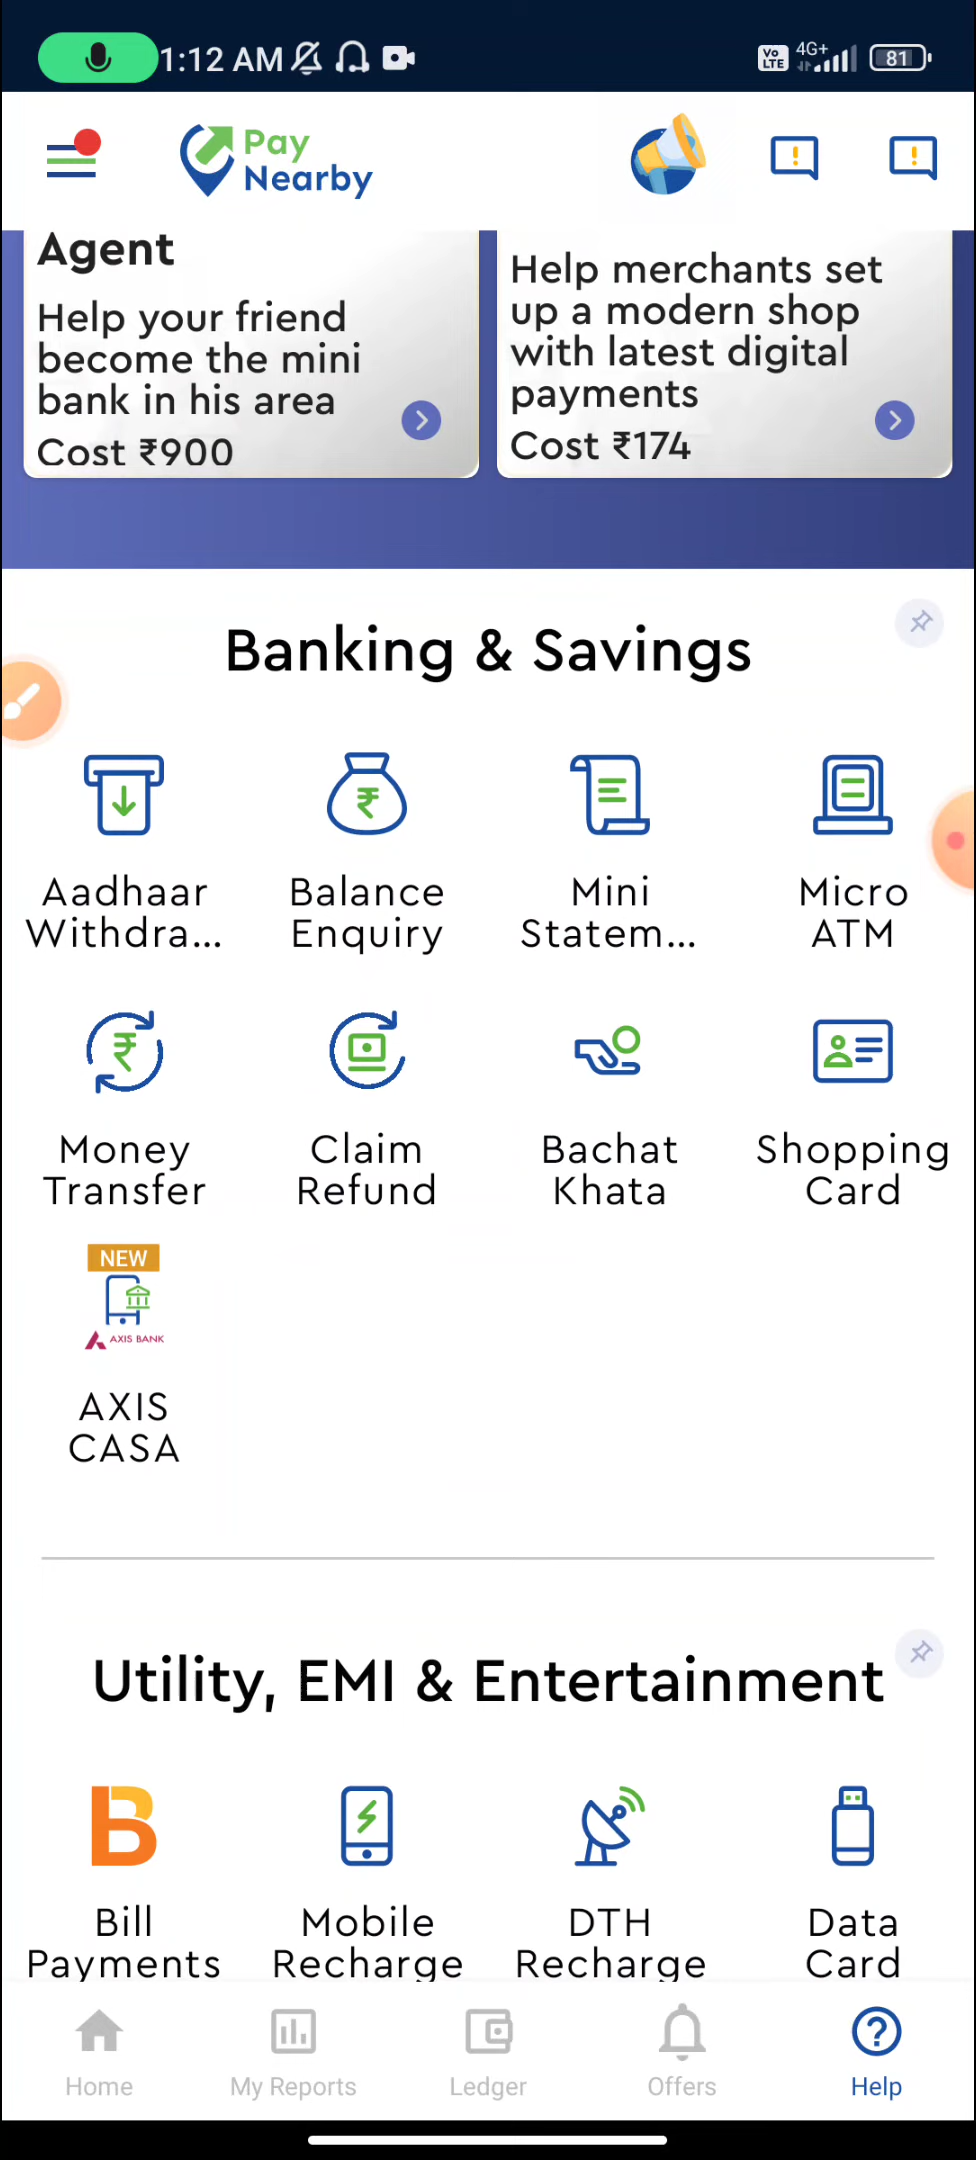 1:12 AM
Vo LTE 4G+ 81
Pay
Nearby
Agent
Help your friend
become the mini
bank in his area
Cost ₹900
Help merchants set
up a modern shop
with latest digital
payments
Cost ₹174
Banking & Savings
Aadhaar
Withdra...
Balance
Enquiry
Mini
Statem...
Micro
ATM
Money
Transfer
Claim
Refund
Bachat
Khata
Shopping
Card
NEW
AXIS BANK
AXIS
CASA
Utility, EMI & Entertainment
Bill
Payments
Mobile
Recharge
DTH
Recharge
Data
Card
Home
My Reports
Ledger
Offers
Help